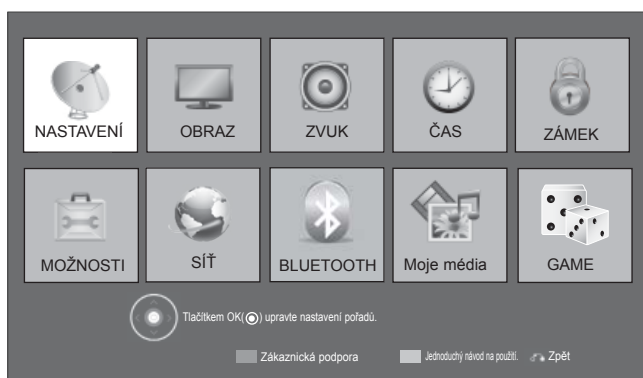 NASTAVENÍ OBRAZ ZVUK ČAS ZÁMEK
MOŽNOSTI SÍŤ BLUETOOTH Moje média GAME
Tlačítkem OK(◉) upravte nastavení pořadů.
Zákaznická podpora Jednoduchý návod na použití. Zpět